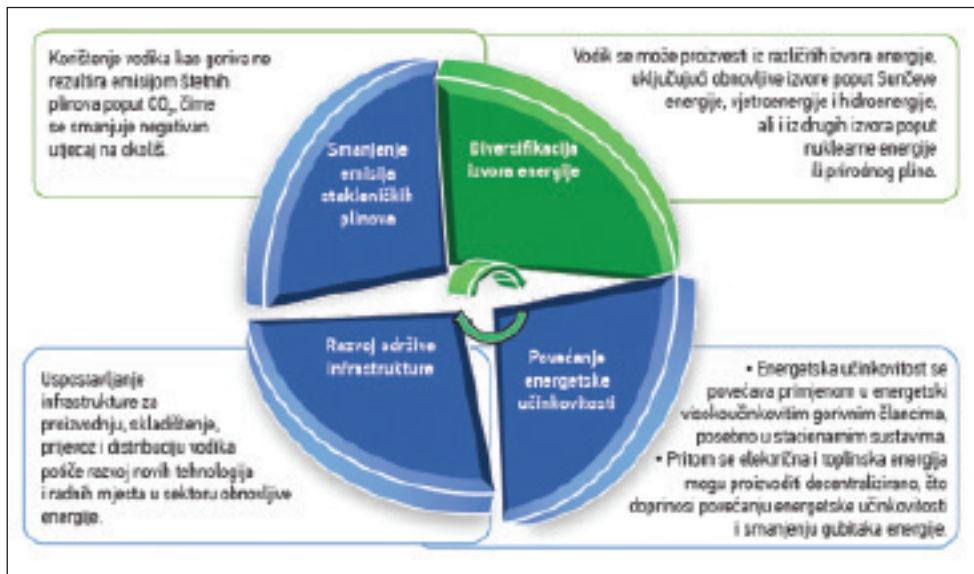 Korištenje vodika kao goriva ne
rezultira emisijom štetnih
plinova poput CO₂, čime
se smanjuje negativan
utjecaj na okoliš.
Smanjenje
emisija
stakleničkih
plinova
Diversifikacija
izvora energije
Vodik se može proizvesti iz različitih izvora energije,
uključujući obnovljive izvore poput Sunčeve
energije, vjetroenergije i hidroenergije,
ali i iz drugih izvora poput
nuklearne energije
ili prirodnog plina.
Razvoj održive
infrastrukture
Povećanje
energetske
učinkovitosti
Uspostavljanje
infrastrukture za
proizvodnju, skladištenje,
prijevoz i distribuciju vodika
potiče razvoj novih tehnologija
i radnih mjesta u sektoru obnovljive
energije.
• Energetska učinkovitost se
povećava primjenom u energetski
visokoučinkovitim gorivnim člancima,
posebno u stacionarnim sustavima.
• Pritom se električna i toplinska energija
mogu proizvoditi decentralizirano, što
doprinosi povećanju energetske učinkovitosti
i smanjenju gubitaka energije.